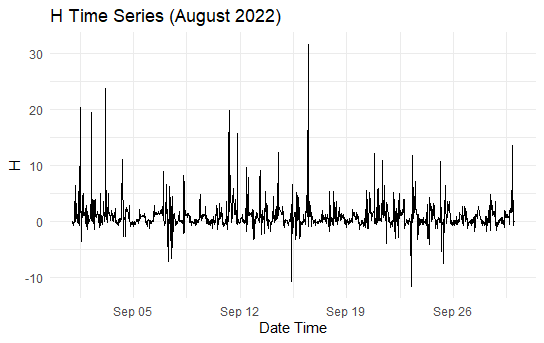 H Time Series (August 2022)
30
20
10
0
-10
H
Sep 05
Sep 12
Sep 19
Sep 26
Date Time